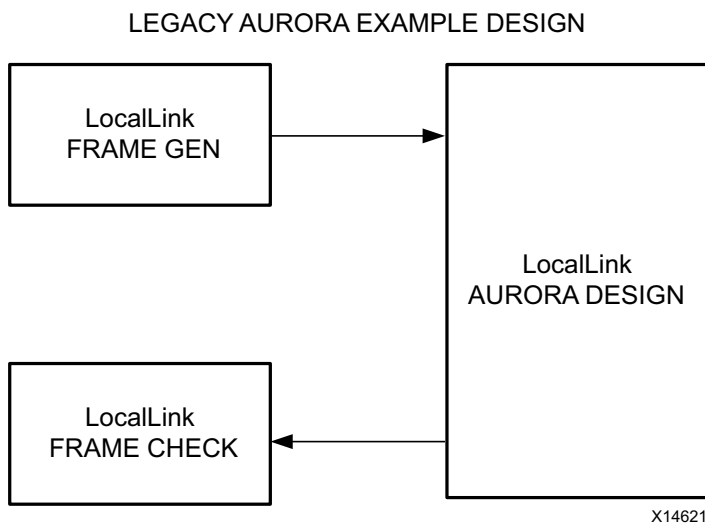 LEGACY AURORA EXAMPLE DESIGN
LocalLink
FRAME GEN
LocalLink
AURORA DESIGN
LocalLink
FRAME CHECK
X14621